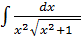 ∫ dx / (x²√(x²+1))